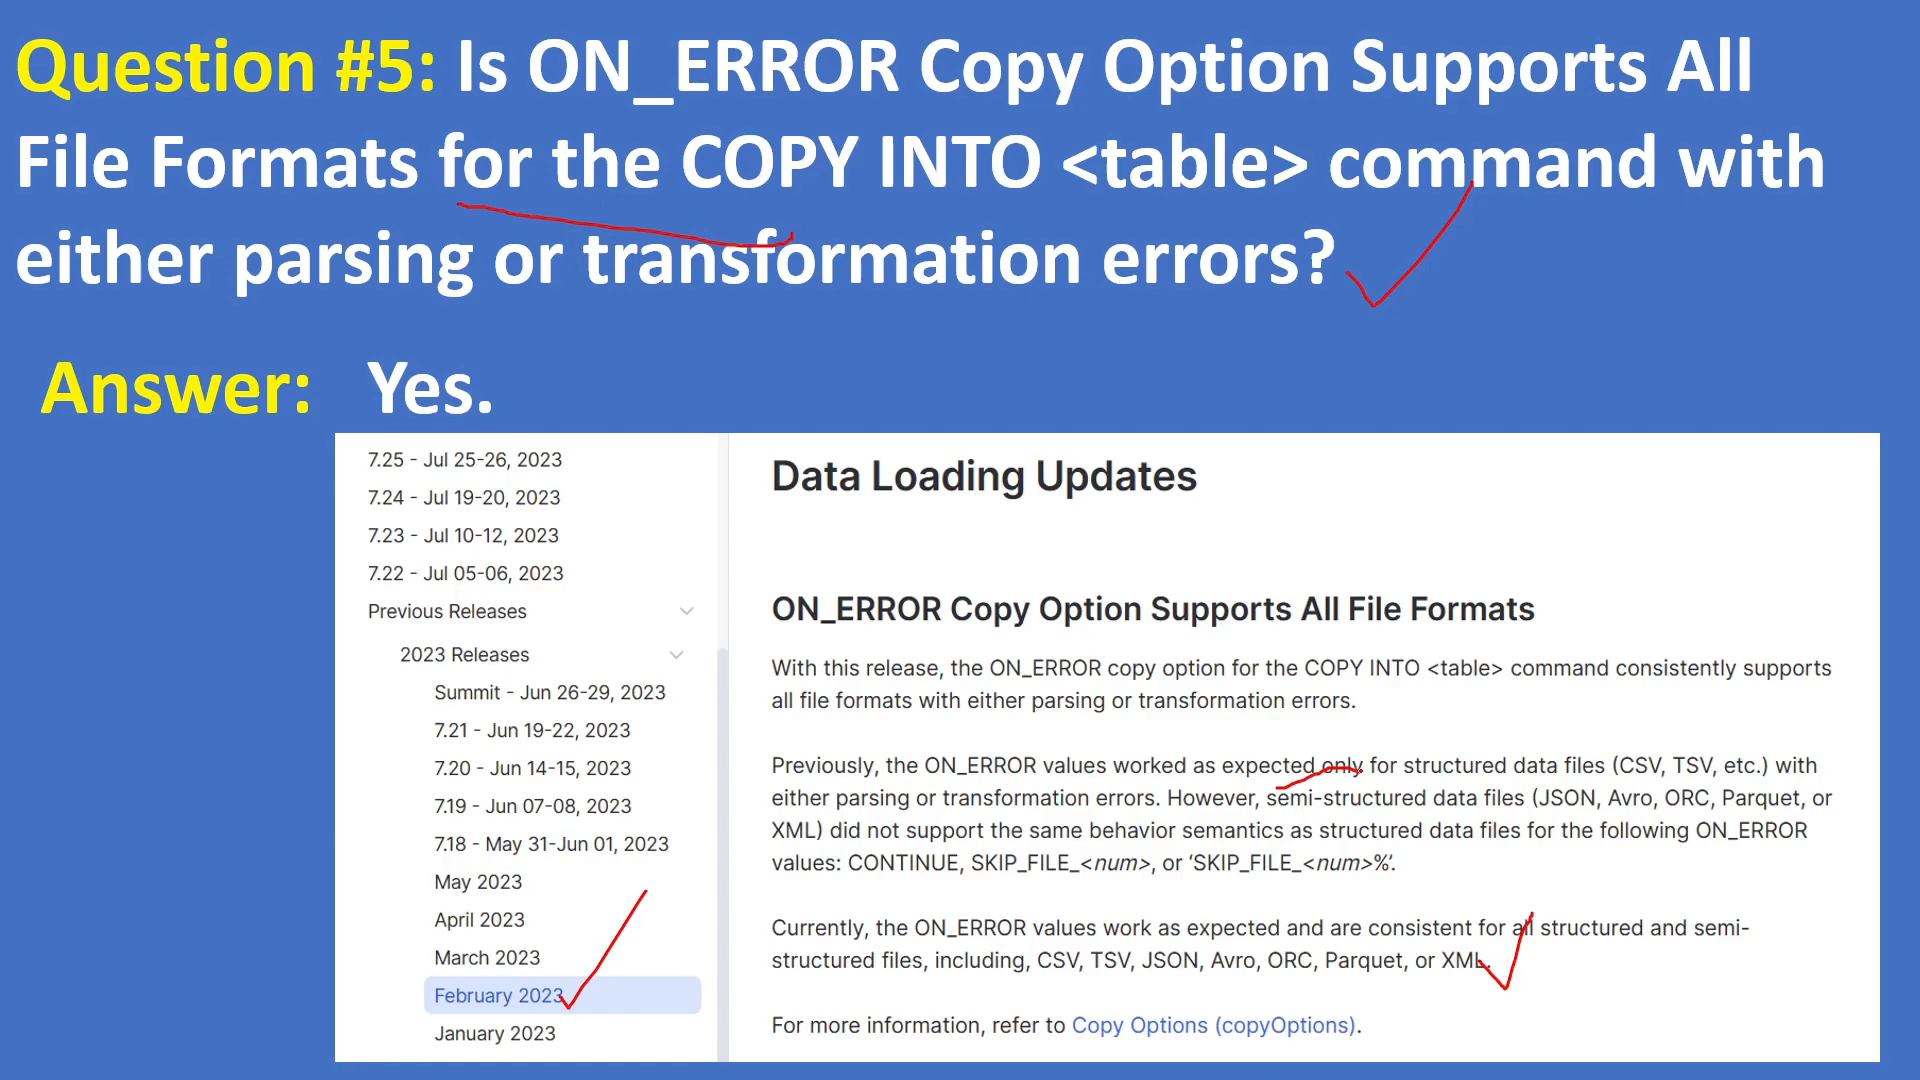 Question #5: Is ON_ERROR Copy Option Supports All
File Formats for the COPY INTO <table> command with
either parsing or transformation errors?
Answer: Yes.
7.25 - Jul 25-26, 2023
7.24 - Jul 19-20, 2023
7.23 - Jul 10-12, 2023
7.22 - Jul 05-06, 2023
Previous Releases
2023 Releases
Summit - Jun 26-29, 2023
7.21 - Jun 19-22, 2023
7.20 - Jun 14-15, 2023
7.19 - Jun 07-08, 2023
7.18 - May 31-Jun 01, 2023
May 2023
April 2023
March 2023
February 2023
January 2023
Data Loading Updates
ON_ERROR Copy Option Supports All File Formats
With this release, the ON_ERROR copy option for the COPY INTO <table> command consistently supports
all file formats with either parsing or transformation errors.
Previously, the ON_ERROR values worked as expected only for structured data files (CSV, TSV, etc.) with
either parsing or transformation errors. However, semi-structured data files (JSON, Avro, ORC, Parquet, or
XML) did not support the same behavior semantics as structured data files for the following ON_ERROR
values: CONTINUE, SKIP_FILE_<num>, or ‘SKIP_FILE_<num>%’.
Currently, the ON_ERROR values work as expected and are consistent for all structured and semi-
structured files, including, CSV, TSV, JSON, Avro, ORC, Parquet, or XML.
For more information, refer to Copy Options (copyOptions).